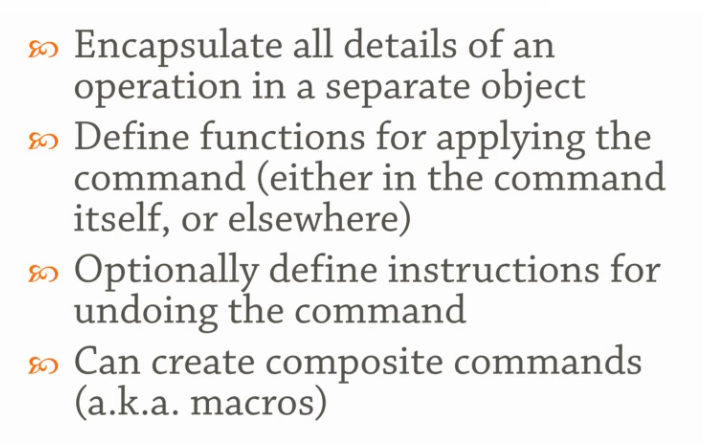 Encapsulate all details of an
operation in a separate object
Define functions for applying the
command (either in the command
itself, or elsewhere)
Optionally define instructions for
undoing the command
Can create composite commands
(a.k.a. macros)